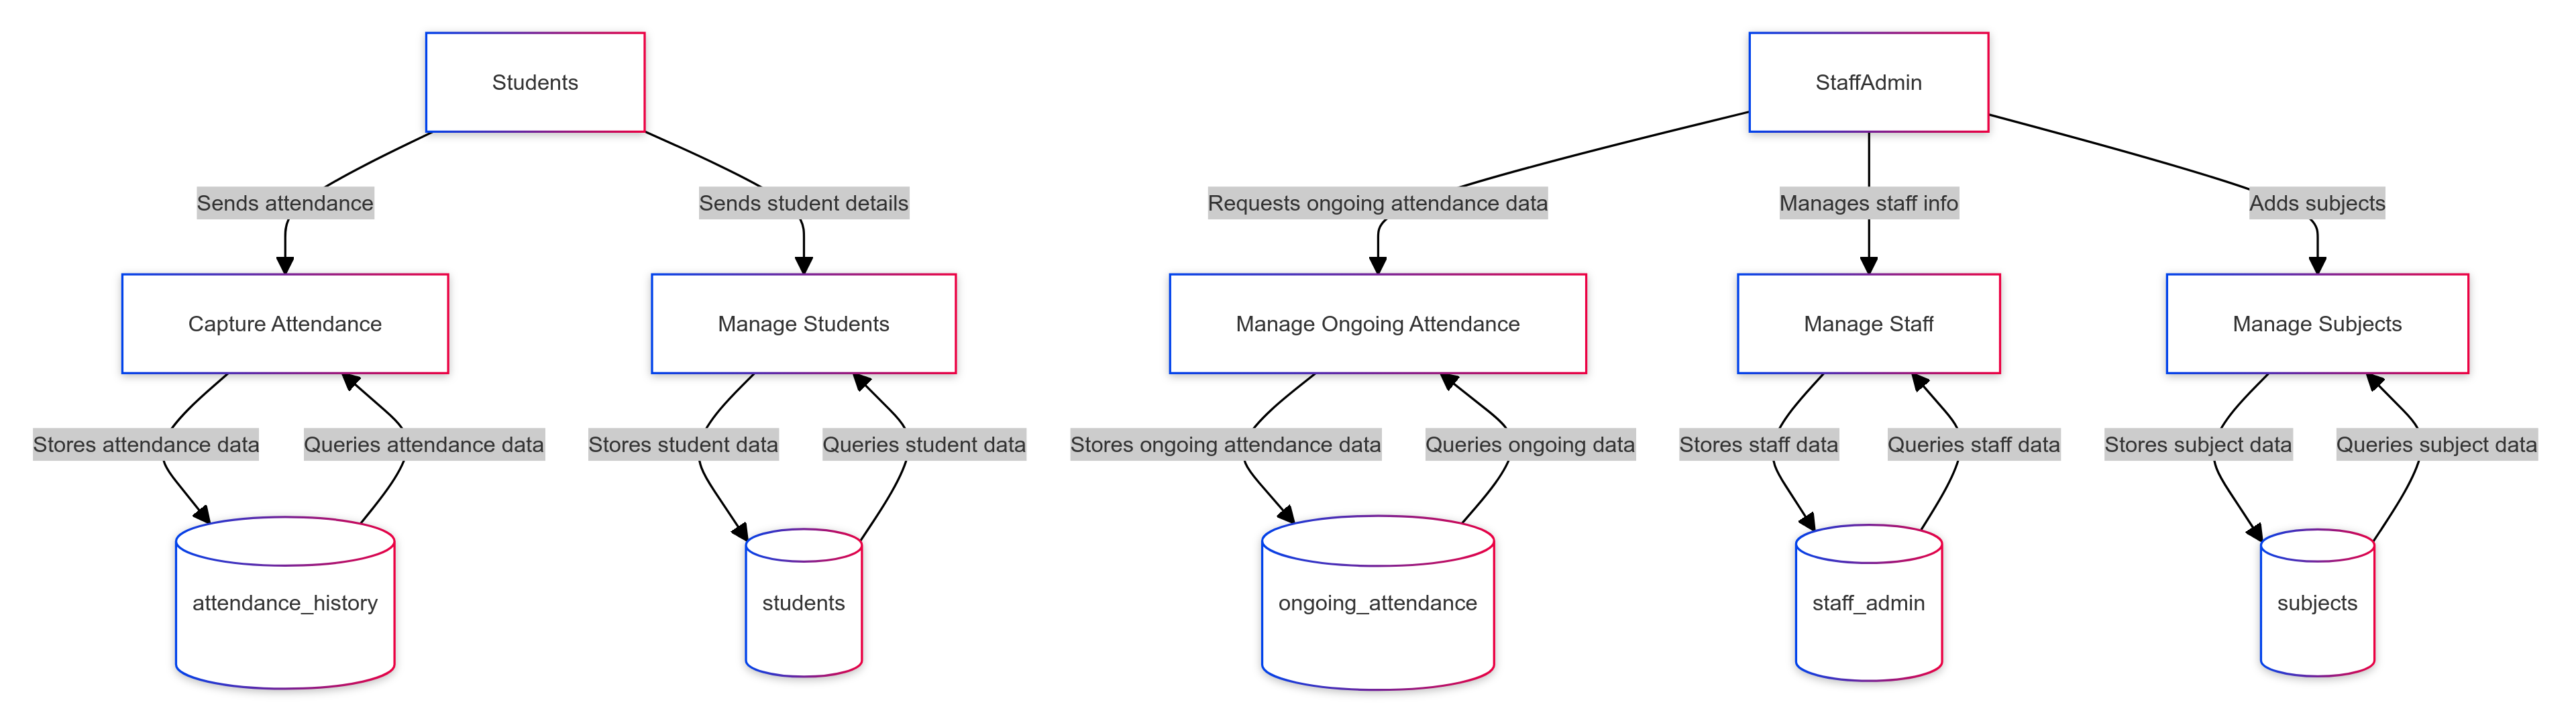 Students
StaffAdmin
Sends attendance
Sends student details
Requests ongoing attendance data
Manages staff info
Adds subjects
Capture Attendance
Manage Students
Manage Ongoing Attendance
Manage Staff
Manage Subjects
Stores attendance data
Queries attendance data
Stores student data
Queries student data
Stores ongoing attendance data
Queries ongoing data
Stores staff data
Queries staff data
Stores subject data
Queries subject data
attendance_history
students
ongoing_attendance
staff_admin
subjects